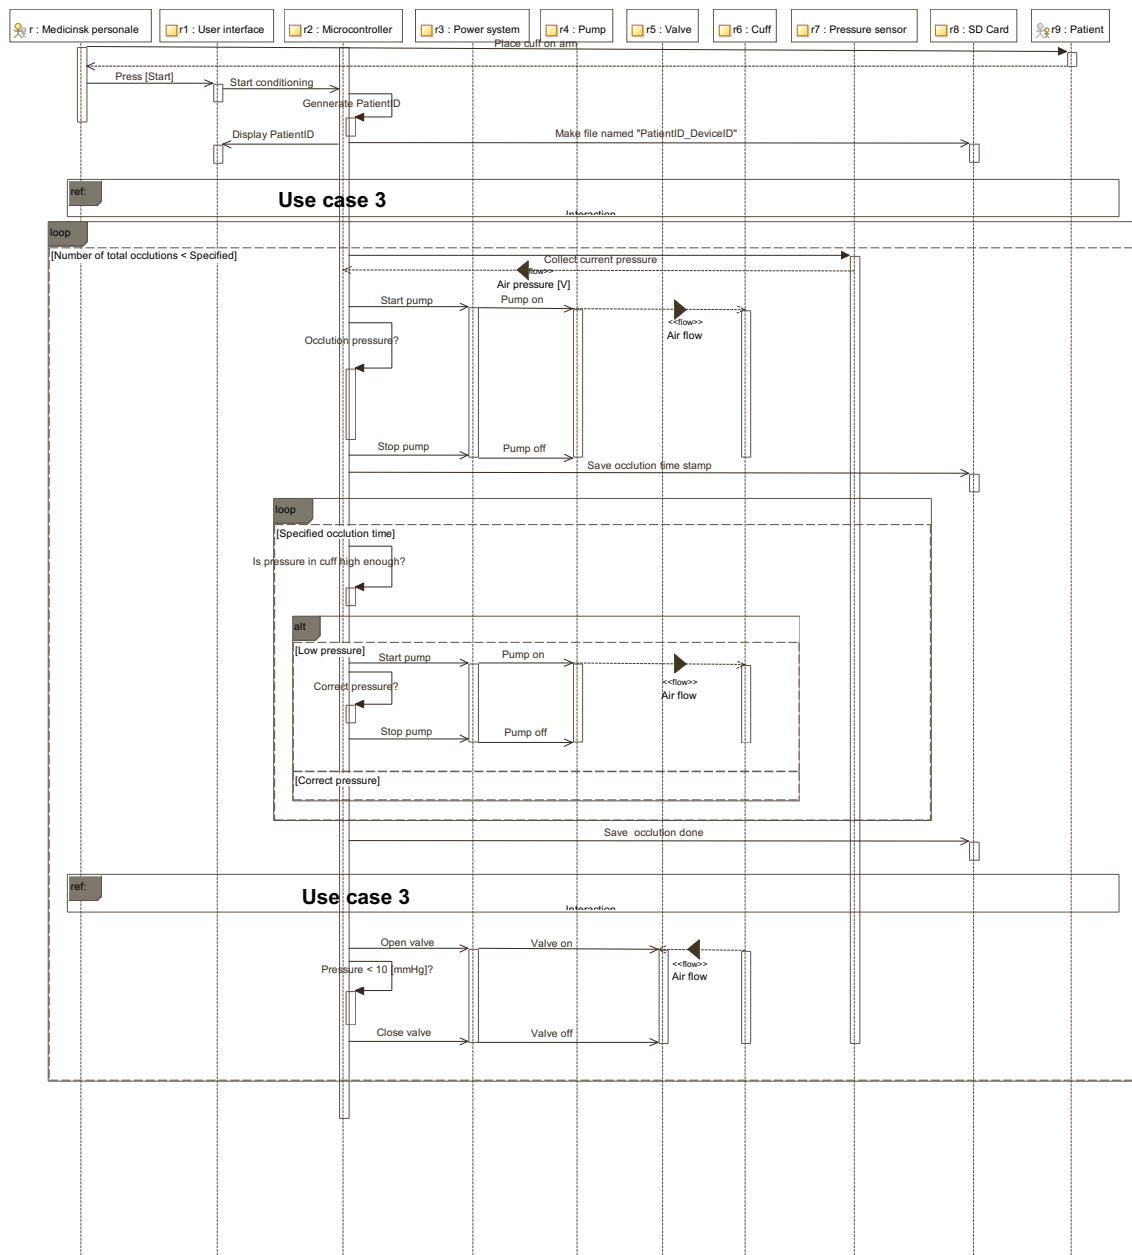 r : Medicinsk personale
r1 : User interface
r2 : Microcontroller
r3 : Power system
r4 : Pump
r5 : Valve
r6 : Cuff
r7 : Pressure sensor
r8 : SD Card
r9 : Patient
Place cuff on arm
Press [Start]
Start conditioning
Gennerate PatientID
Display PatientID
Make file named "PatientID_DeviceID"
ref:
Use case 3
Interaction
loop
[Number of total occlutions < Specified]
Collect current pressure
flow>>
Air pressure [V]
Start pump
Pump on
<<flow>>
Air flow
Occlution pressure?
Stop pump
Pump off
Save occlution time stamp
loop
[Specified occlution time]
Is pressure in cuff high enough?
alt
[Low pressure]
Start pump
Pump on
<<flow>>
Air flow
Correct pressure?
Stop pump
Pump off
[Correct pressure]
Save occlution done
ref:
Use case 3
Interaction
Open valve
Valve on
<<flow>>
Air flow
Pressure < 10 [mmHg]?
Close valve
Valve off